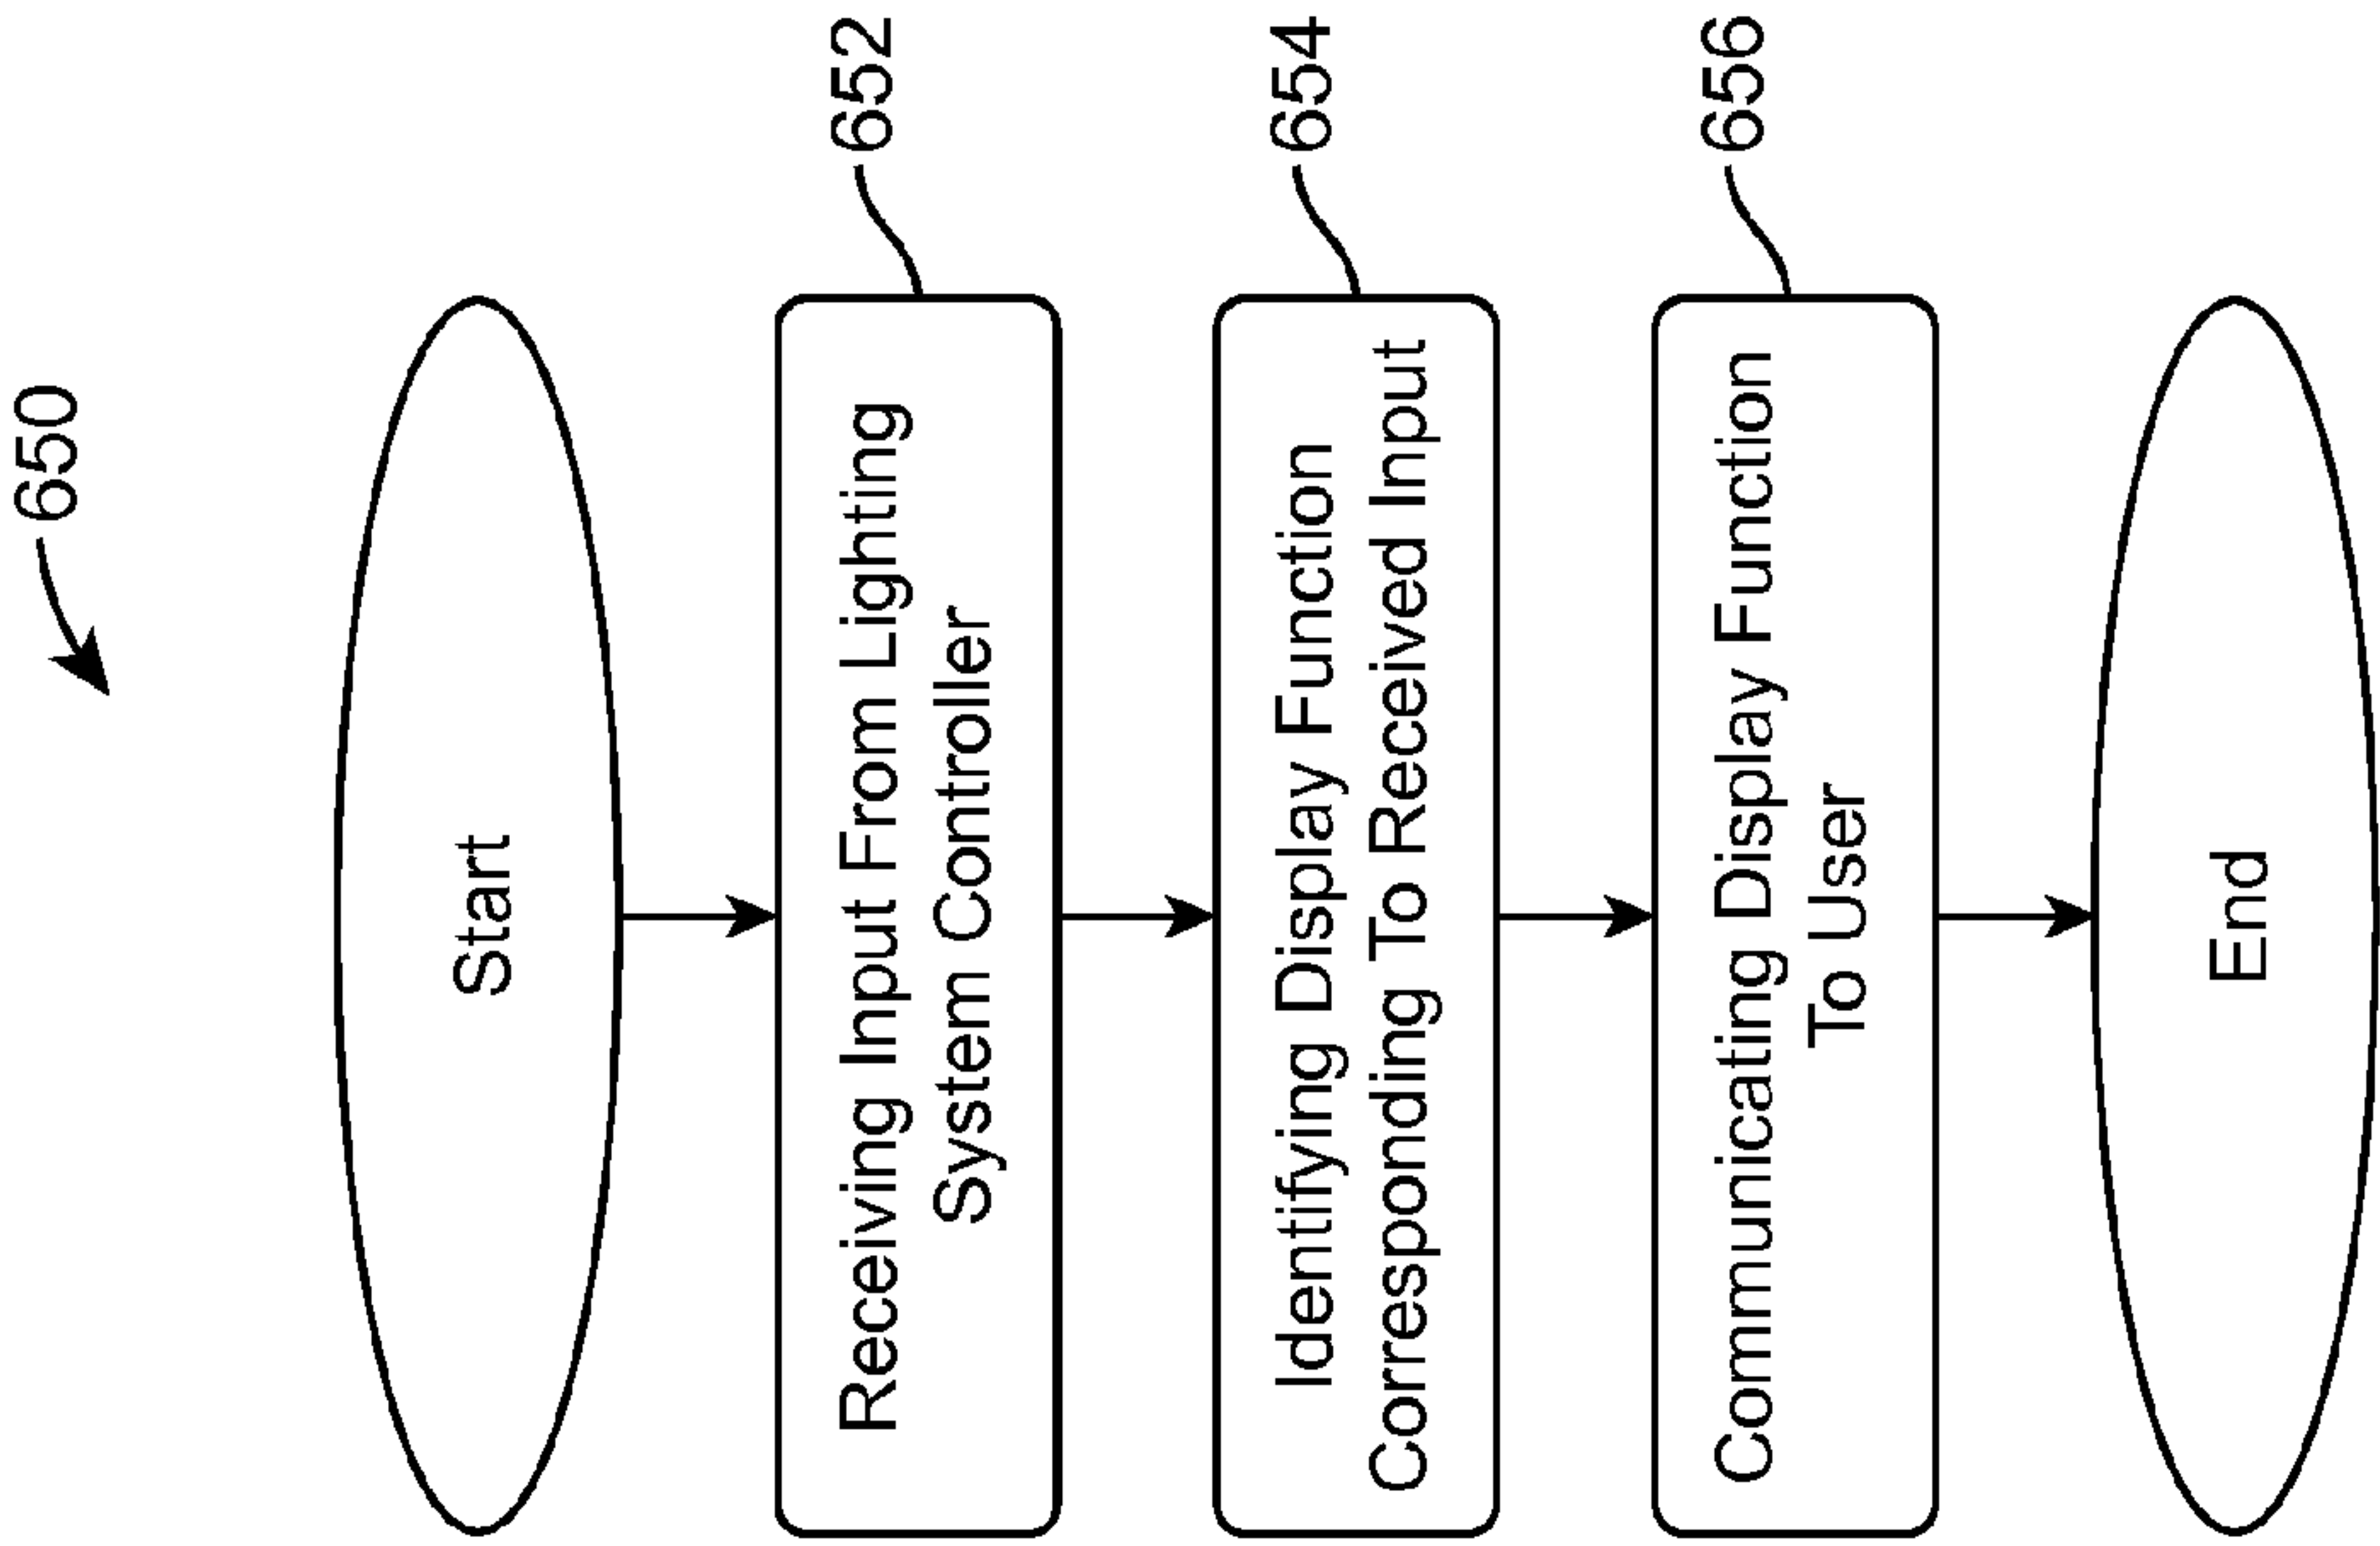 650
Start
Receiving Input From Lighting
System Controller
652
Identifying Display Function
Corresponding To Received Input
654
Communicating Display Function
To User
656
End